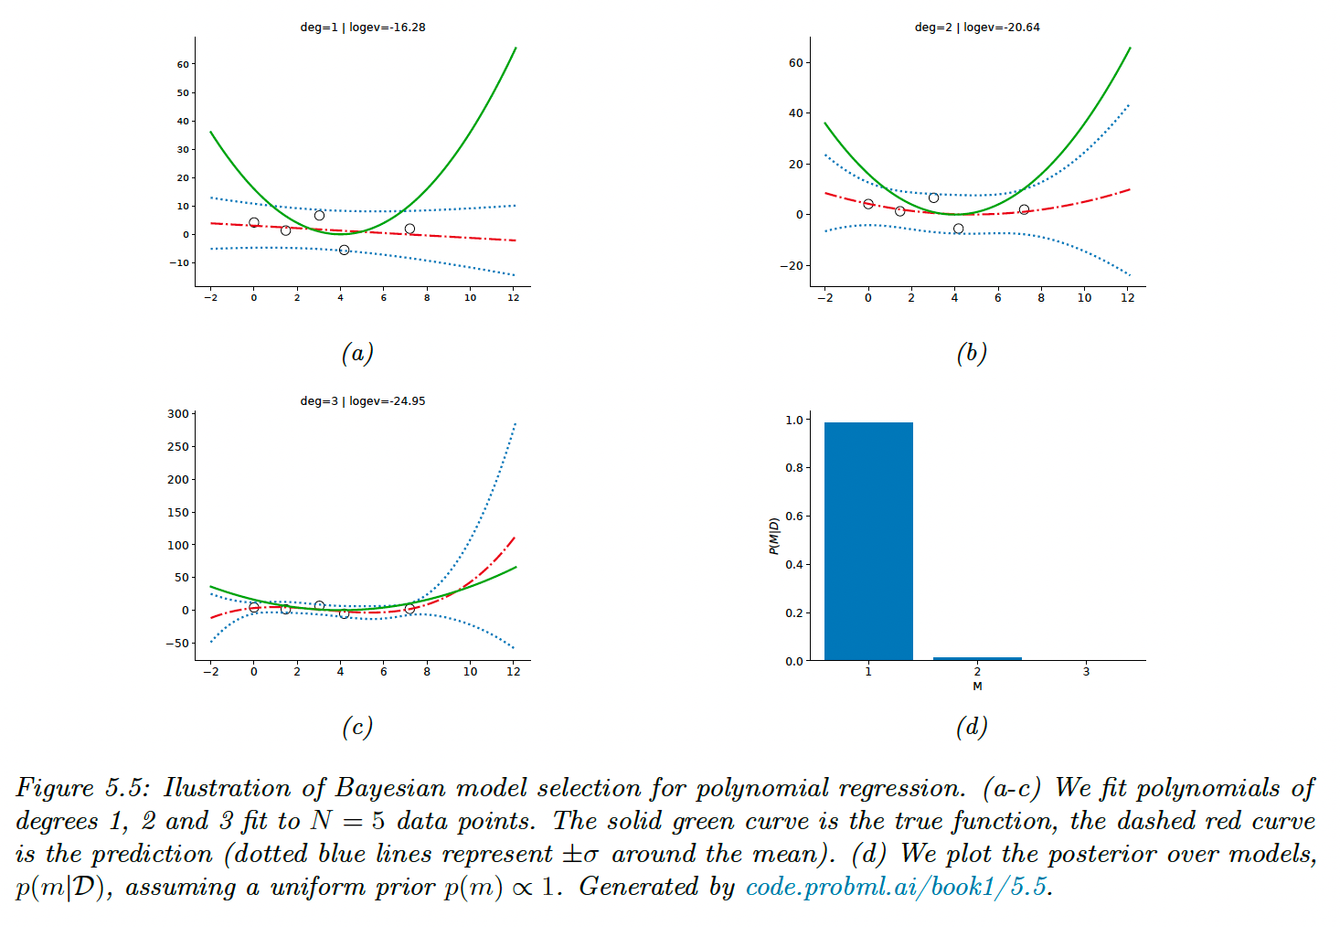 deg=1 | logev=-16.28
60
50
40
30
20
10
0
−10
−2 0 2 4 6 8 10 12
(a)
deg=2 | logev=-20.64
60
40
20
0
−20
−2 0 2 4 6 8 10 12
(b)
deg=3 | logev=-24.95
300
250
200
150
100
50
0
−50
−2 0 2 4 6 8 10 12
(c)
1.0
0.8
0.6
0.4
0.2
0.0
P(M|D)
1 2 3
M
(d)
Figure 5.5: Ilustration of Bayesian model selection for polynomial regression. (a-c) We fit polynomials of
degrees 1, 2 and 3 fit to N = 5 data points. The solid green curve is the true function, the dashed red curve
is the prediction (dotted blue lines represent ±σ around the mean). (d) We plot the posterior over models,
p(m|𝒟), assuming a uniform prior p(m) ∝ 1. Generated by code.probml.ai/book1/5.5.